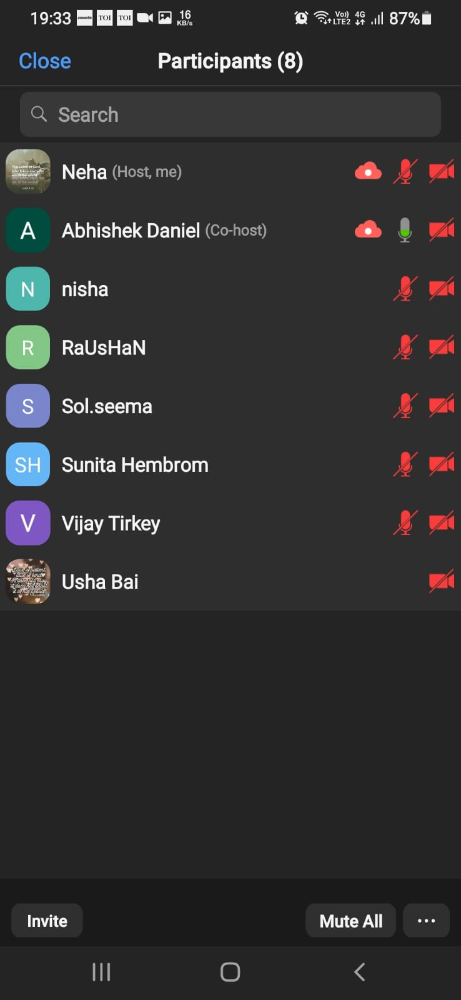 19:33 zomato TOI TOI 16 KB/s Vo) LTE2 4G 87%
Close Participants (8)
Search
Neha (Host, me)
A Abhishek Daniel (Co-host)
N nisha
R RaUsHaN
S Sol.seema
SH Sunita Hembrom
V Vijay Tirkey
Usha Bai
Invite Mute All